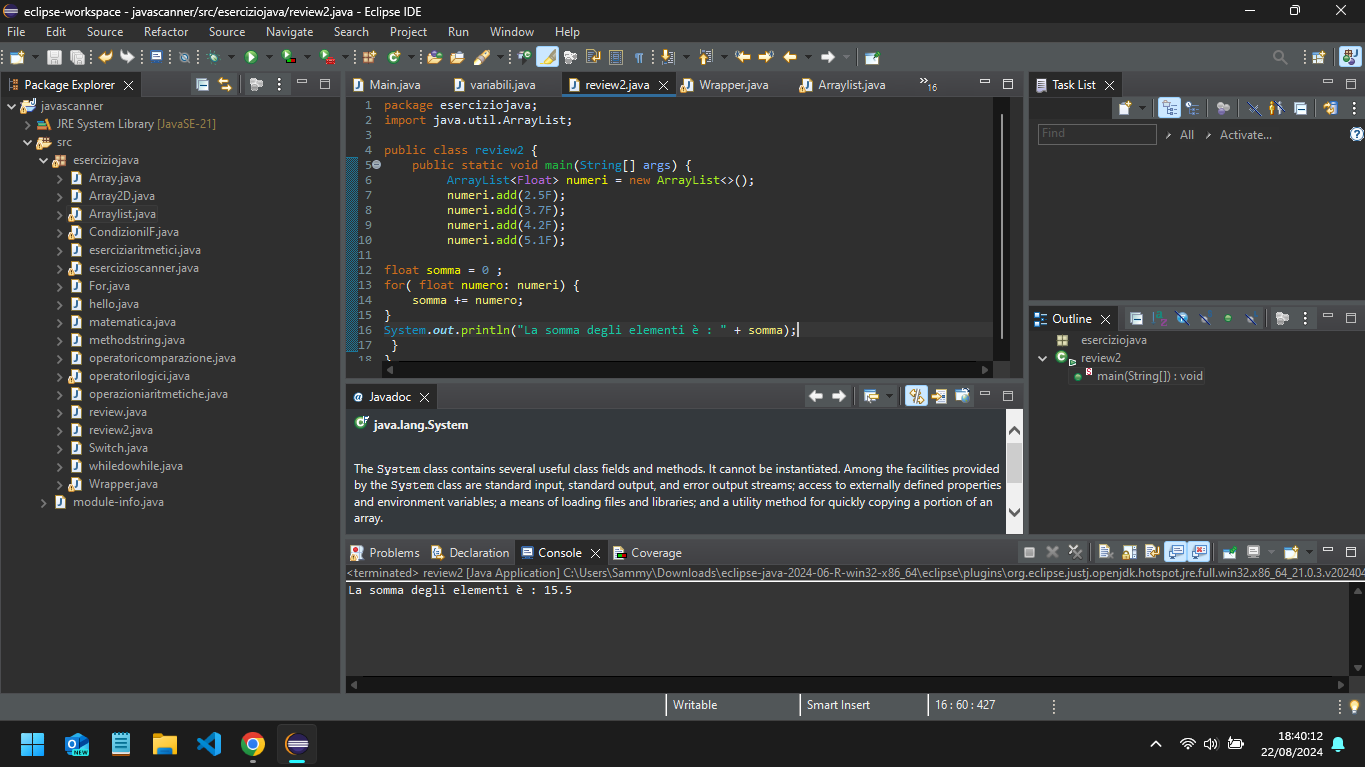 eclipse-workspace - javascanner/src/eserciziojava/review2.java - Eclipse IDE
File Edit Source Refactor Source Navigate Search Project Run Window Help
Package Explorer
javascanner
JRE System Library [JavaSE-21]
src
eserciziojava
Array.java
Array2D.java
Arraylist.java
CondizioniIF.java
eserciziaritmetici.java
esercizioscanner.java
For.java
hello.java
matematica.java
methodstring.java
operatoricomparazione.java
operatorilogici.java
operazioniaritmetiche.java
review.java
review2.java
Switch.java
whiledowhile.java
Wrapper.java
module-info.java
Main.java variabili.java review2.java Wrapper.java Arraylist.java »16
1 package eserciziojava;
2 import java.util.ArrayList;
3
4 public class review2 {
5 public static void main(String[] args) {
6 ArrayList<Float> numeri = new ArrayList<>();
7 numeri.add(2.5F);
8 numeri.add(3.7F);
9 numeri.add(4.2F);
10 numeri.add(5.1F);
11
12 float somma = 0 ;
13 for( float numero: numeri) {
14 somma += numero;
15 }
16 System.out.println("La somma degli elementi è : " + somma);
17 }
18 }
Javadoc
java.lang.System
The System class contains several useful class fields and methods. It cannot be instantiated. Among the facilities provided
by the System class are standard input, standard output, and error output streams; access to externally defined properties
and environment variables; a means of loading files and libraries; and a utility method for quickly copying a portion of an
array.
Task List
Find All Activate...
Outline
eserciziojava
review2
main(String[]) : void
Problems Declaration Console Coverage
<terminated> review2 [Java Application] C:\Users\Sammy\Downloads\eclipse-java-2024-06-R-win32-x86_64\eclipse\plugins\org.eclipse.justj.openjdk.hotspot.jre.full.win32.x86_64_21.0.3.v202404
La somma degli elementi è : 15.5
Writable Smart Insert 16 : 60 : 427
NEW
18:40:12
22/08/2024